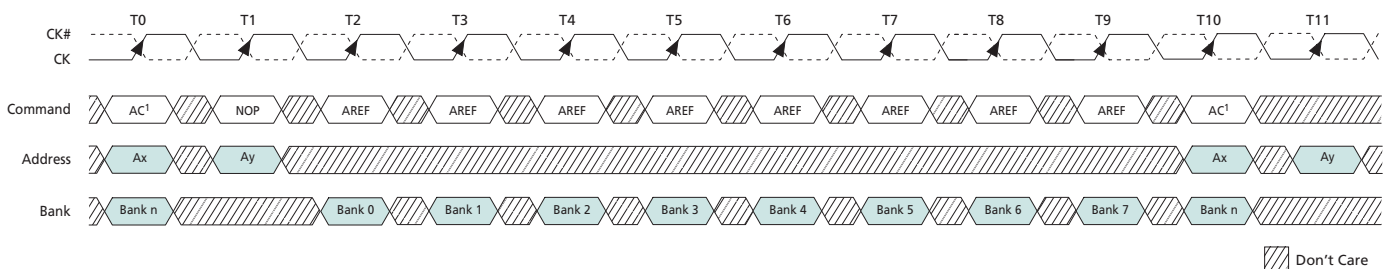 T0 T1 T2 T3 T4 T5 T6 T7 T8 T9 T10 T11
CK#
CK
Command AC¹ NOP AREF AREF AREF AREF AREF AREF AREF AREF AC¹
Address Ax Ay Ax Ay
Bank Bank n Bank 0 Bank 1 Bank 2 Bank 3 Bank 4 Bank 5 Bank 6 Bank 7 Bank n
Don't Care